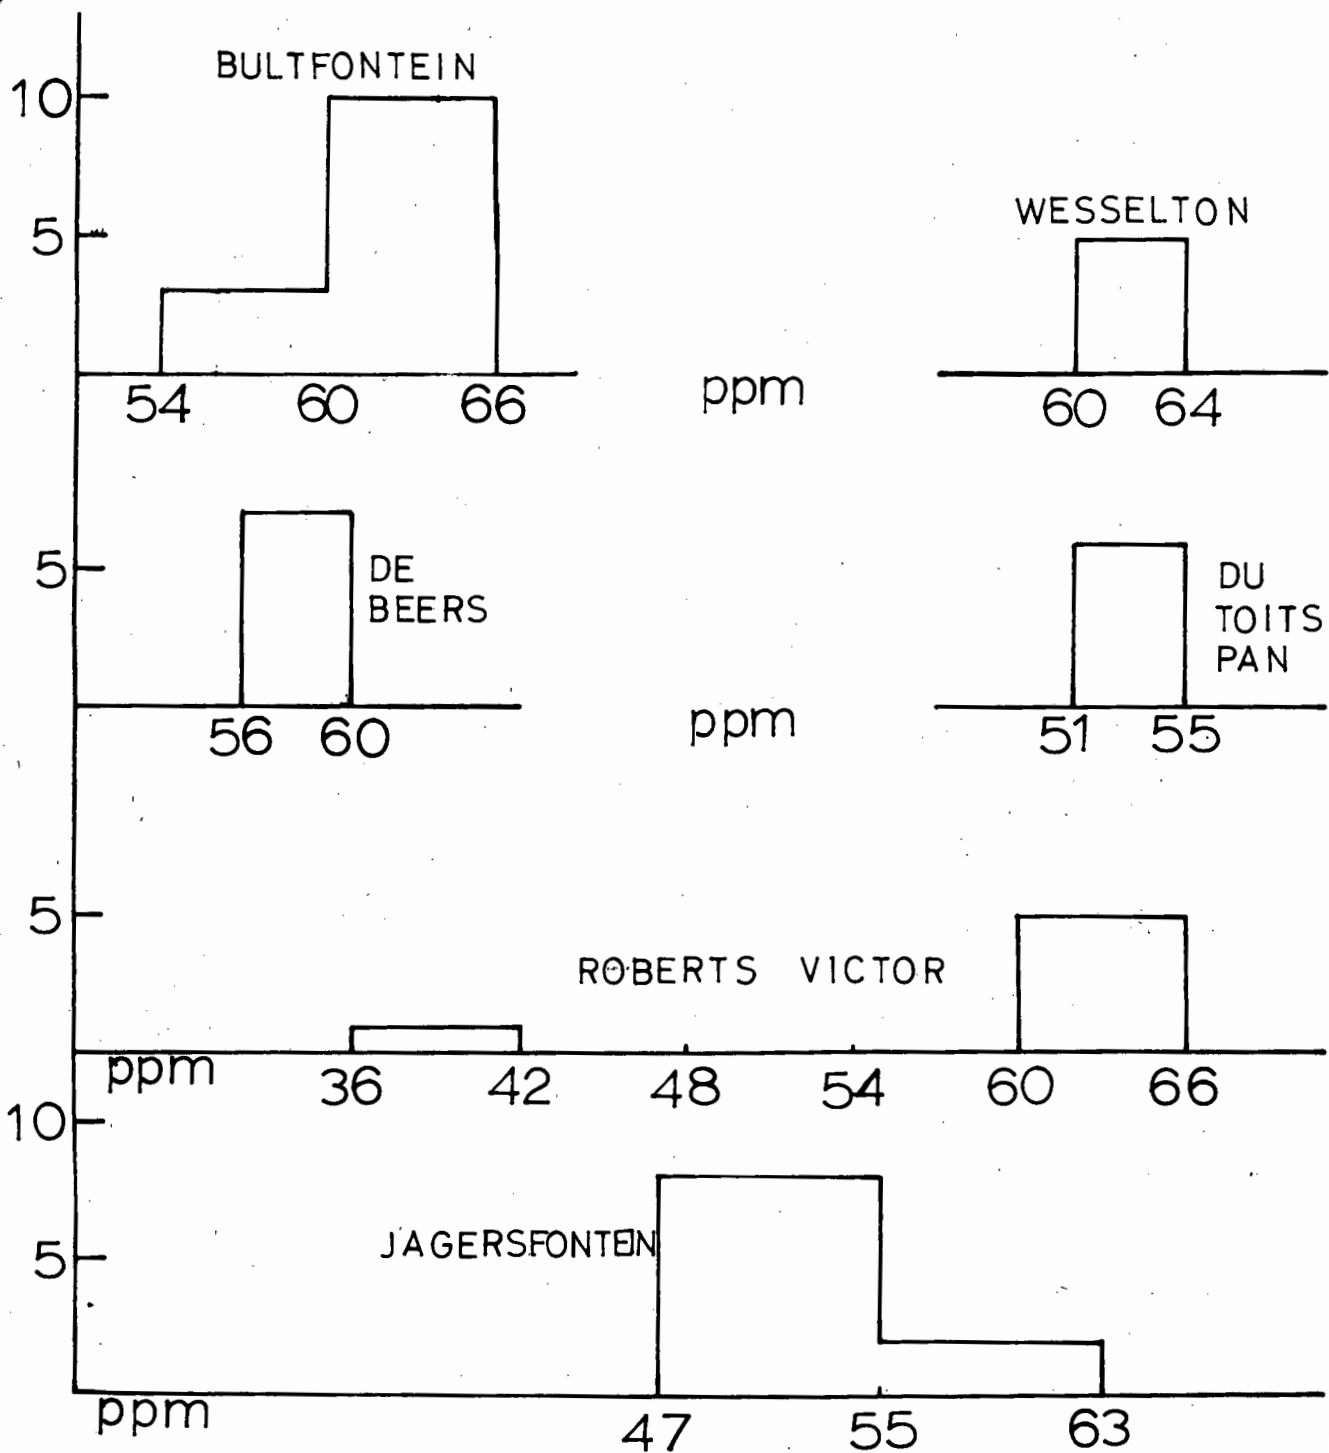 BULTFONTEIN
10
5
54 60 66
ppm
WESSELTON
60 64
5
DE
BEERS
56 60
ppm
DU
TOITS
PAN
51 55
5
ROBERTS VICTOR
ppm
36 42 48 54 60 66
10
JAGERSFONTEIN
5
ppm
47 55 63